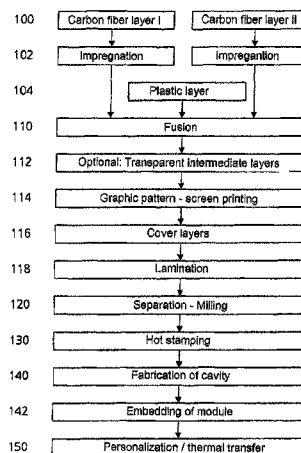 100 Carbon fiber layer I Carbon fiber layer II
102 Impregnation Impregantion
104 Plastic layer
110 Fusion
112 Optional: Transparent intermediate layers
114 Graphic pattern - screen printing
116 Cover layers
118 Lamination
120 Separation - Milling
130 Hot stamping
140 Fabrication of cavity
142 Embedding of module
150 Personalization / thermal transfer